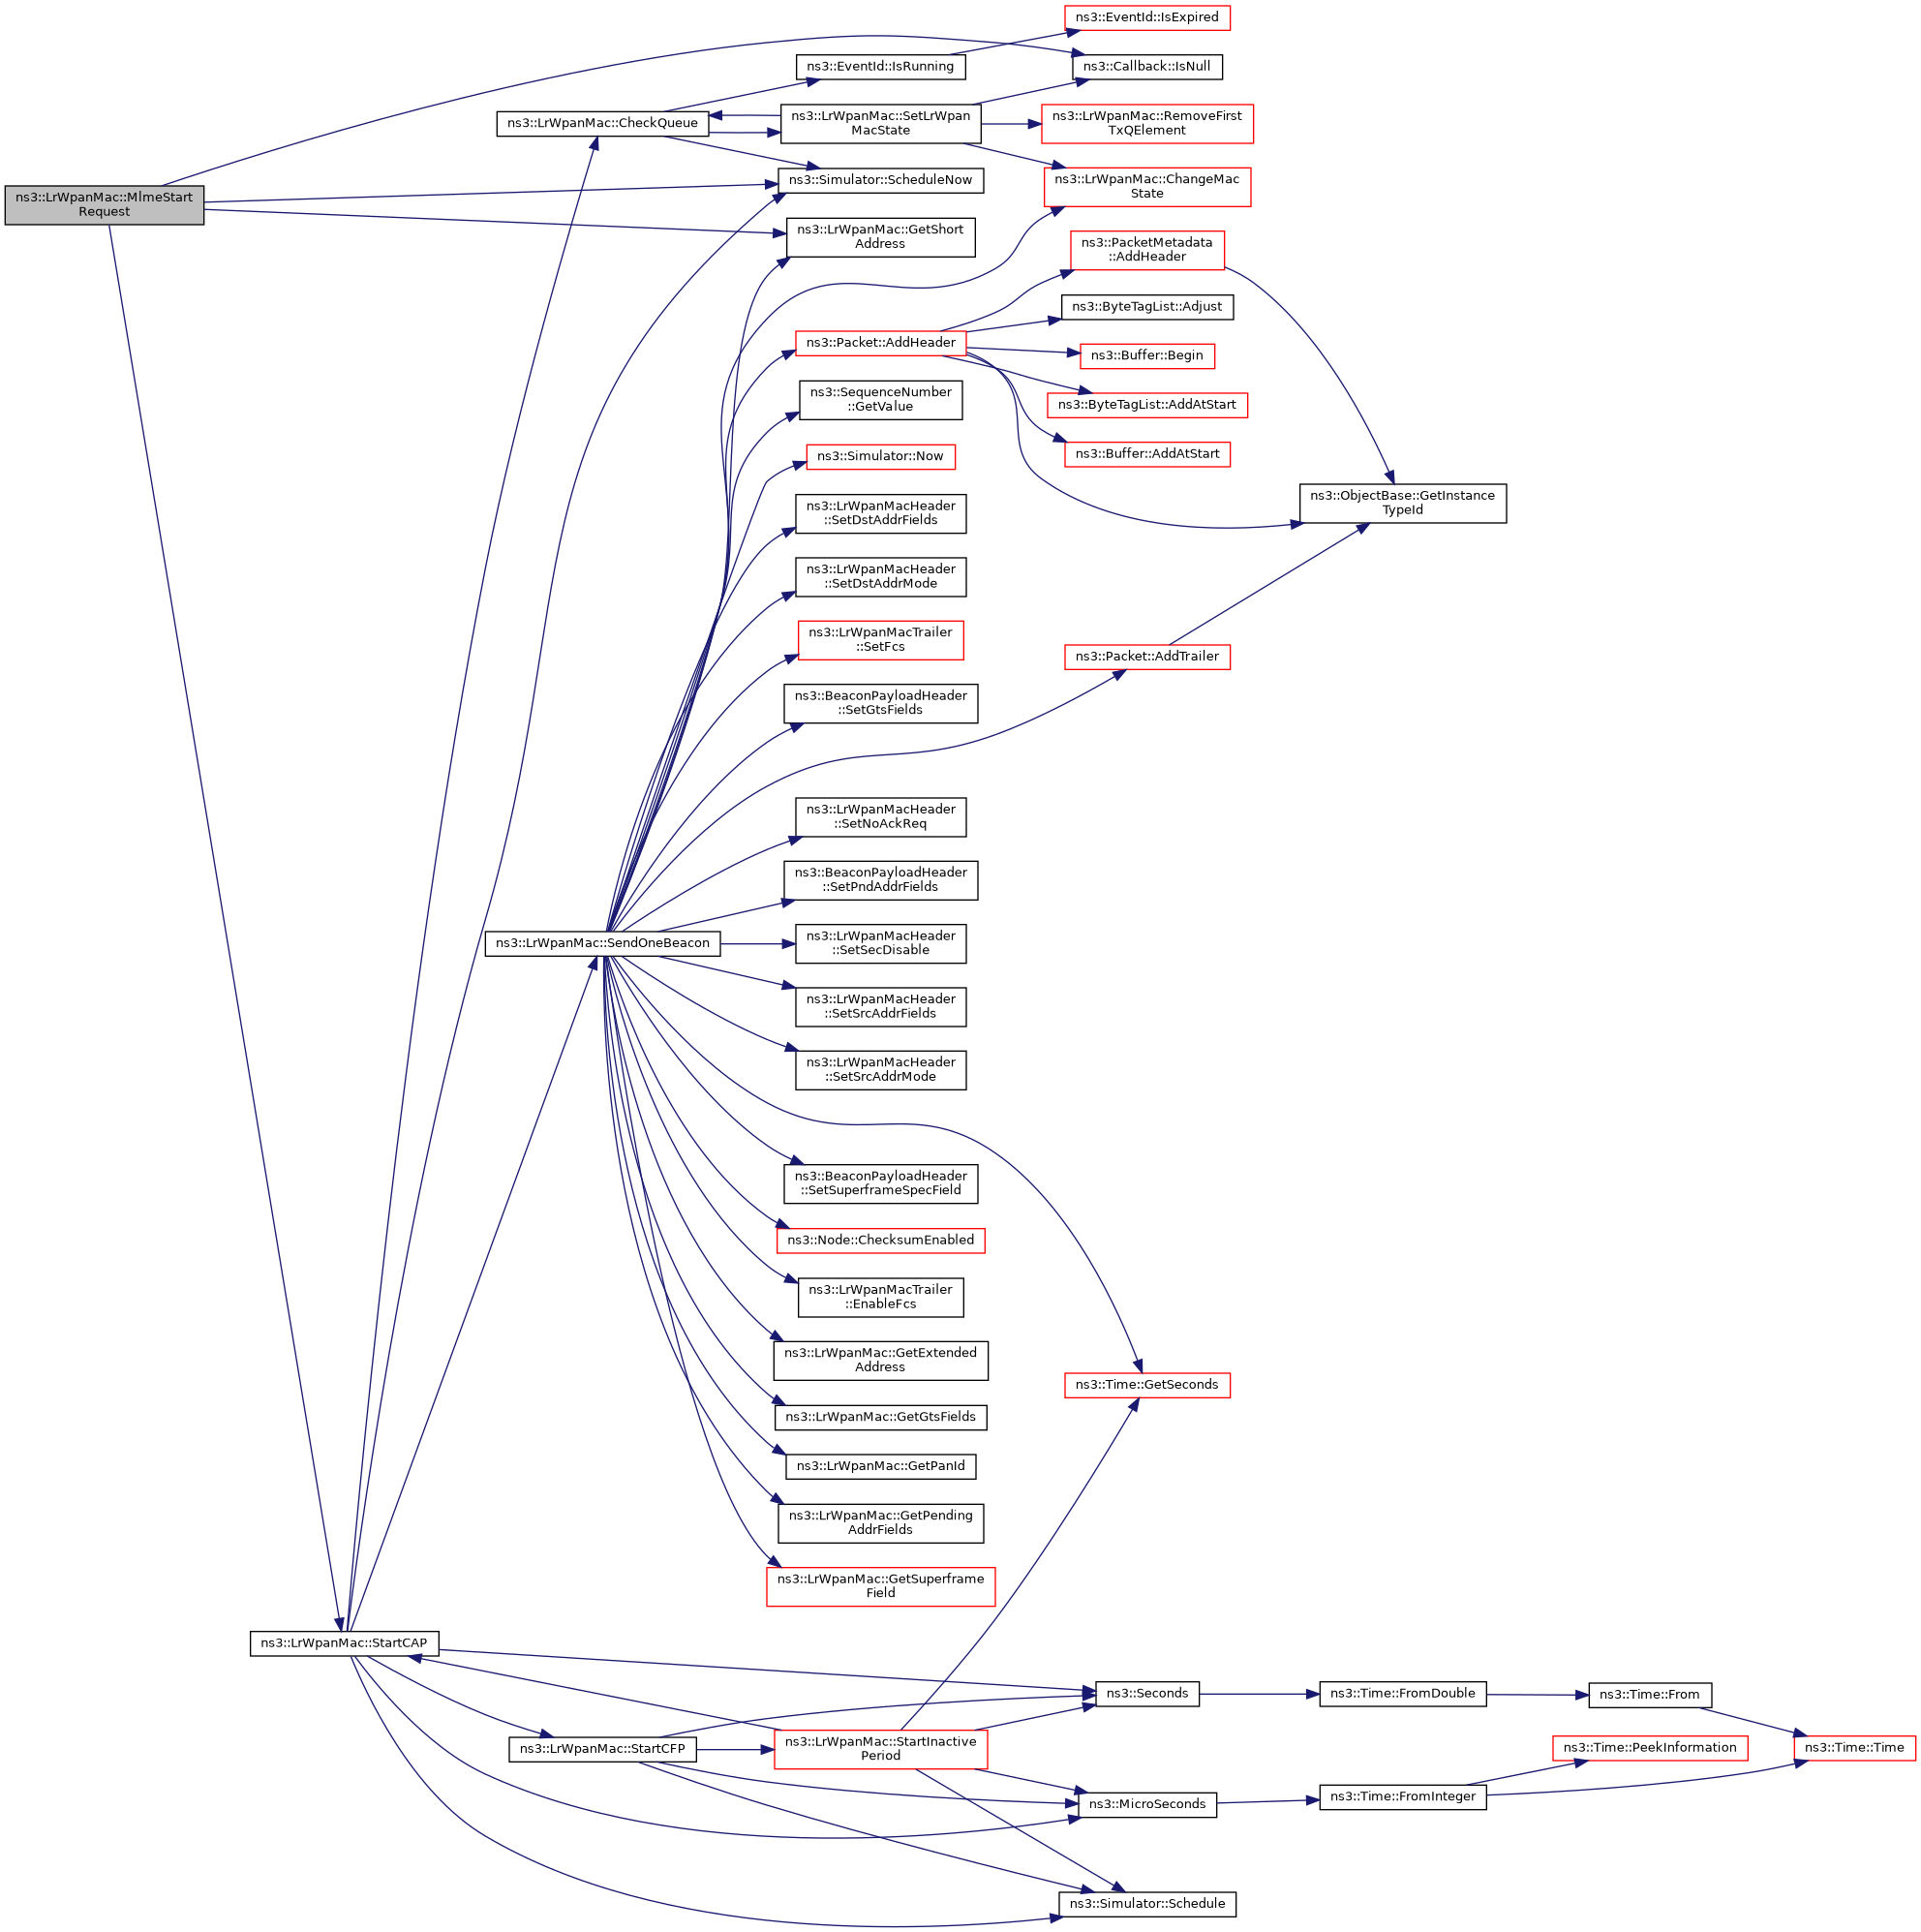 ns3::LrWpanMac::MlmeStart
Request
ns3::LrWpanMac::StartCAP
ns3::LrWpanMac::CheckQueue
ns3::LrWpanMac::SendOneBeacon
ns3::LrWpanMac::StartCFP
ns3::EventId::IsRunning
ns3::LrWpanMac::SetLrWpan
MacState
ns3::Simulator::ScheduleNow
ns3::LrWpanMac::GetShort
Address
ns3::Packet::AddHeader
ns3::SequenceNumber
::GetValue
ns3::Simulator::Now
ns3::LrWpanMacHeader
::SetDstAddrFields
ns3::LrWpanMacHeader
::SetDstAddrMode
ns3::LrWpanMacTrailer
::SetFcs
ns3::BeaconPayloadHeader
::SetGtsFields
ns3::LrWpanMacHeader
::SetNoAckReq
ns3::BeaconPayloadHeader
::SetPndAddrFields
ns3::LrWpanMacHeader
::SetSecDisable
ns3::LrWpanMacHeader
::SetSrcAddrFields
ns3::LrWpanMacHeader
::SetSrcAddrMode
ns3::BeaconPayloadHeader
::SetSuperframeSpecField
ns3::Node::ChecksumEnabled
ns3::LrWpanMacTrailer
::EnableFcs
ns3::LrWpanMac::GetExtended
Address
ns3::LrWpanMac::GetGtsFields
ns3::LrWpanMac::GetPanId
ns3::LrWpanMac::GetPending
AddrFields
ns3::LrWpanMac::GetSuperframe
Field
ns3::LrWpanMac::StartInactive
Period
ns3::EventId::IsExpired
ns3::Callback::IsNull
ns3::LrWpanMac::RemoveFirst
TxQElement
ns3::LrWpanMac::ChangeMac
State
ns3::PacketMetadata
::AddHeader
ns3::ByteTagList::Adjust
ns3::Buffer::Begin
ns3::ByteTagList::AddAtStart
ns3::Buffer::AddAtStart
ns3::Packet::AddTrailer
ns3::Time::GetSeconds
ns3::Seconds
ns3::MicroSeconds
ns3::Simulator::Schedule
ns3::ObjectBase::GetInstance
TypeId
ns3::Time::FromDouble
ns3::Time::FromInteger
ns3::Time::From
ns3::Time::PeekInformation
ns3::Time::Time